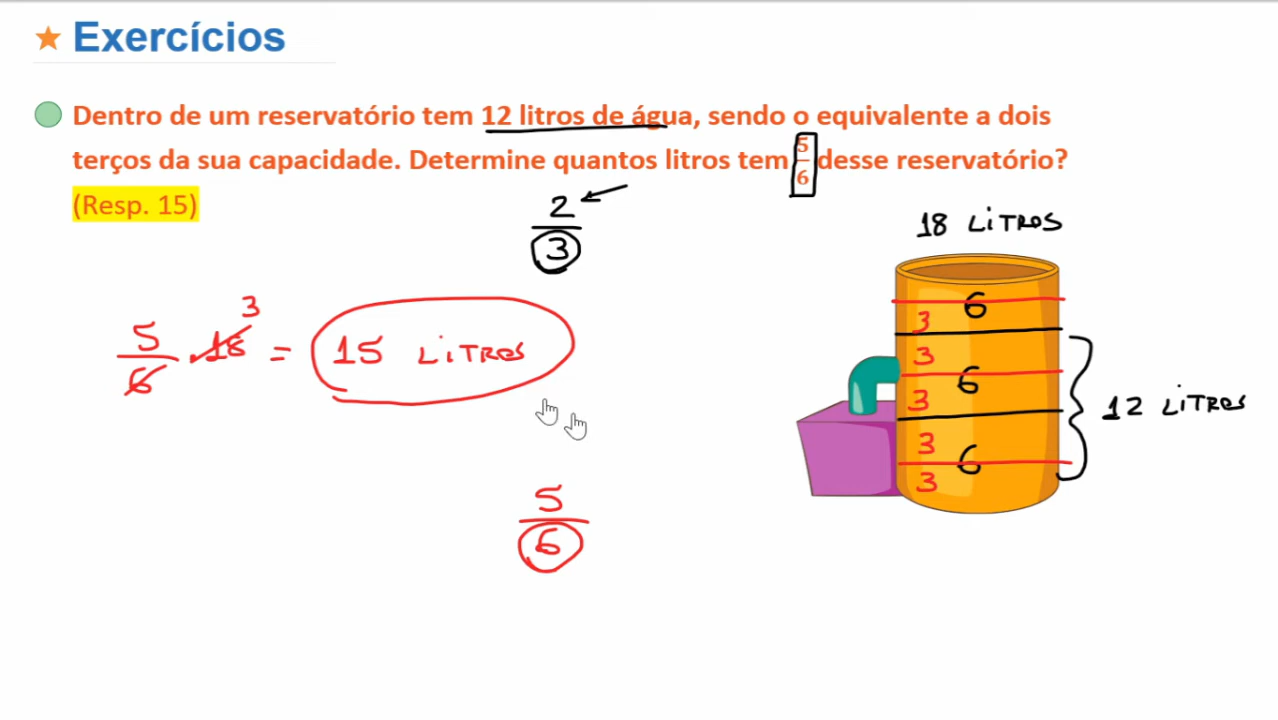 Exercícios
Dentro de um reservatório tem 12 litros de água, sendo o equivalente a dois
terços da sua capacidade. Determine quantos litros tem 5/6 desse reservatório?
(Resp. 15)
2
3
18 LITROS
5/6 . 18 3 = 15 LITROS
6
3
3
6
3
12 LITROS
3
6
3
5
6